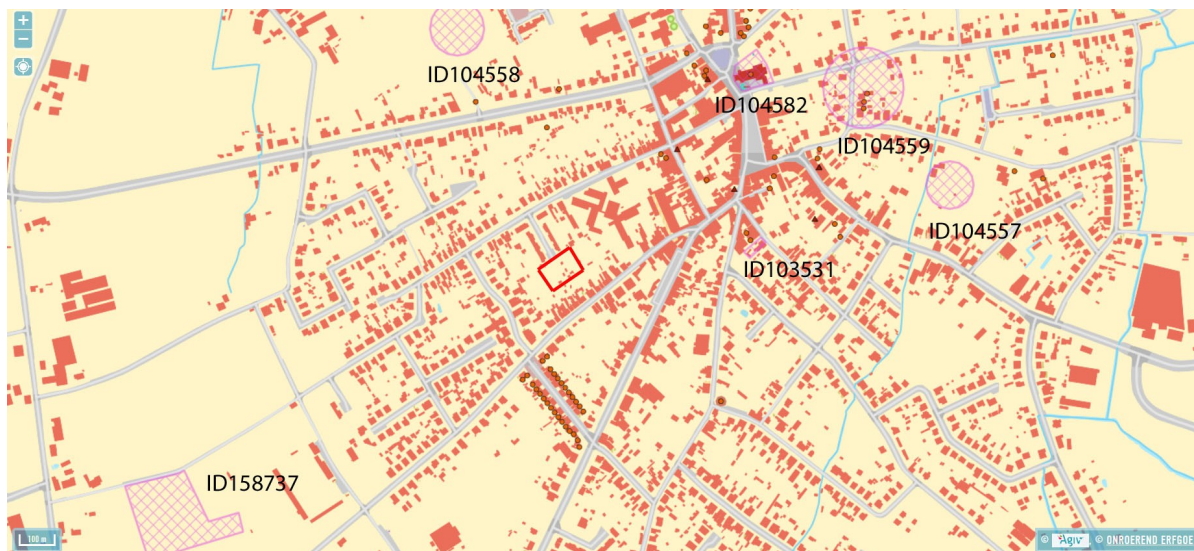 +
−
ID104558
ID104582
ID104559
ID104557
ID103531
ID158737
100 m
© Agiv © ONROEREND ERFGOE